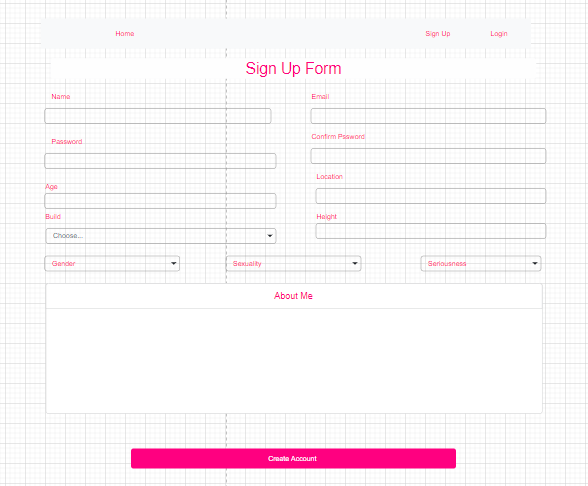 Home Sign Up Login
Sign Up Form
Name Email
Password Confirm Pssword
Age Location
Build Height
Choose...
Gender Sexuality Seriousness
About Me
Create Account